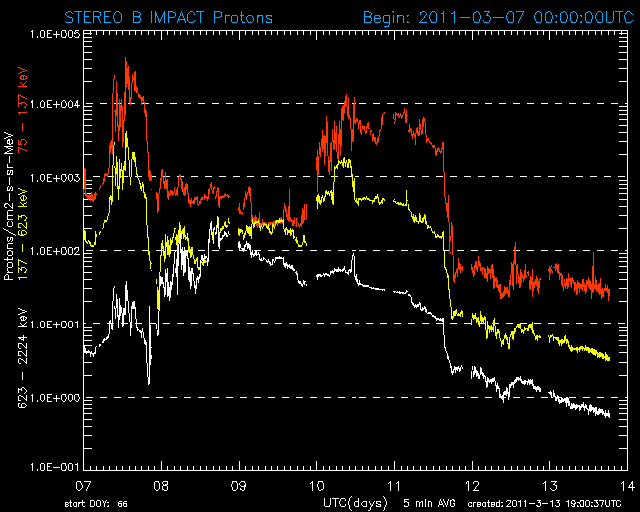 STEREO B IMPACT Protons Begin: 2011-03-07 00:00:00UTC
1.0E+005
1.0E+004
1.0E+003
1.0E+002
1.0E+001
1.0E+000
1.0E-001
Protons/cm2-s-sr-MeV
75 - 137 keV
137 - 623 keV
623 - 2224 keV
07 08 09 10 11 12 13 14
start DOY: 66 UTC(days) 5 min AVG created:2011-3-13 19:00:37UTC